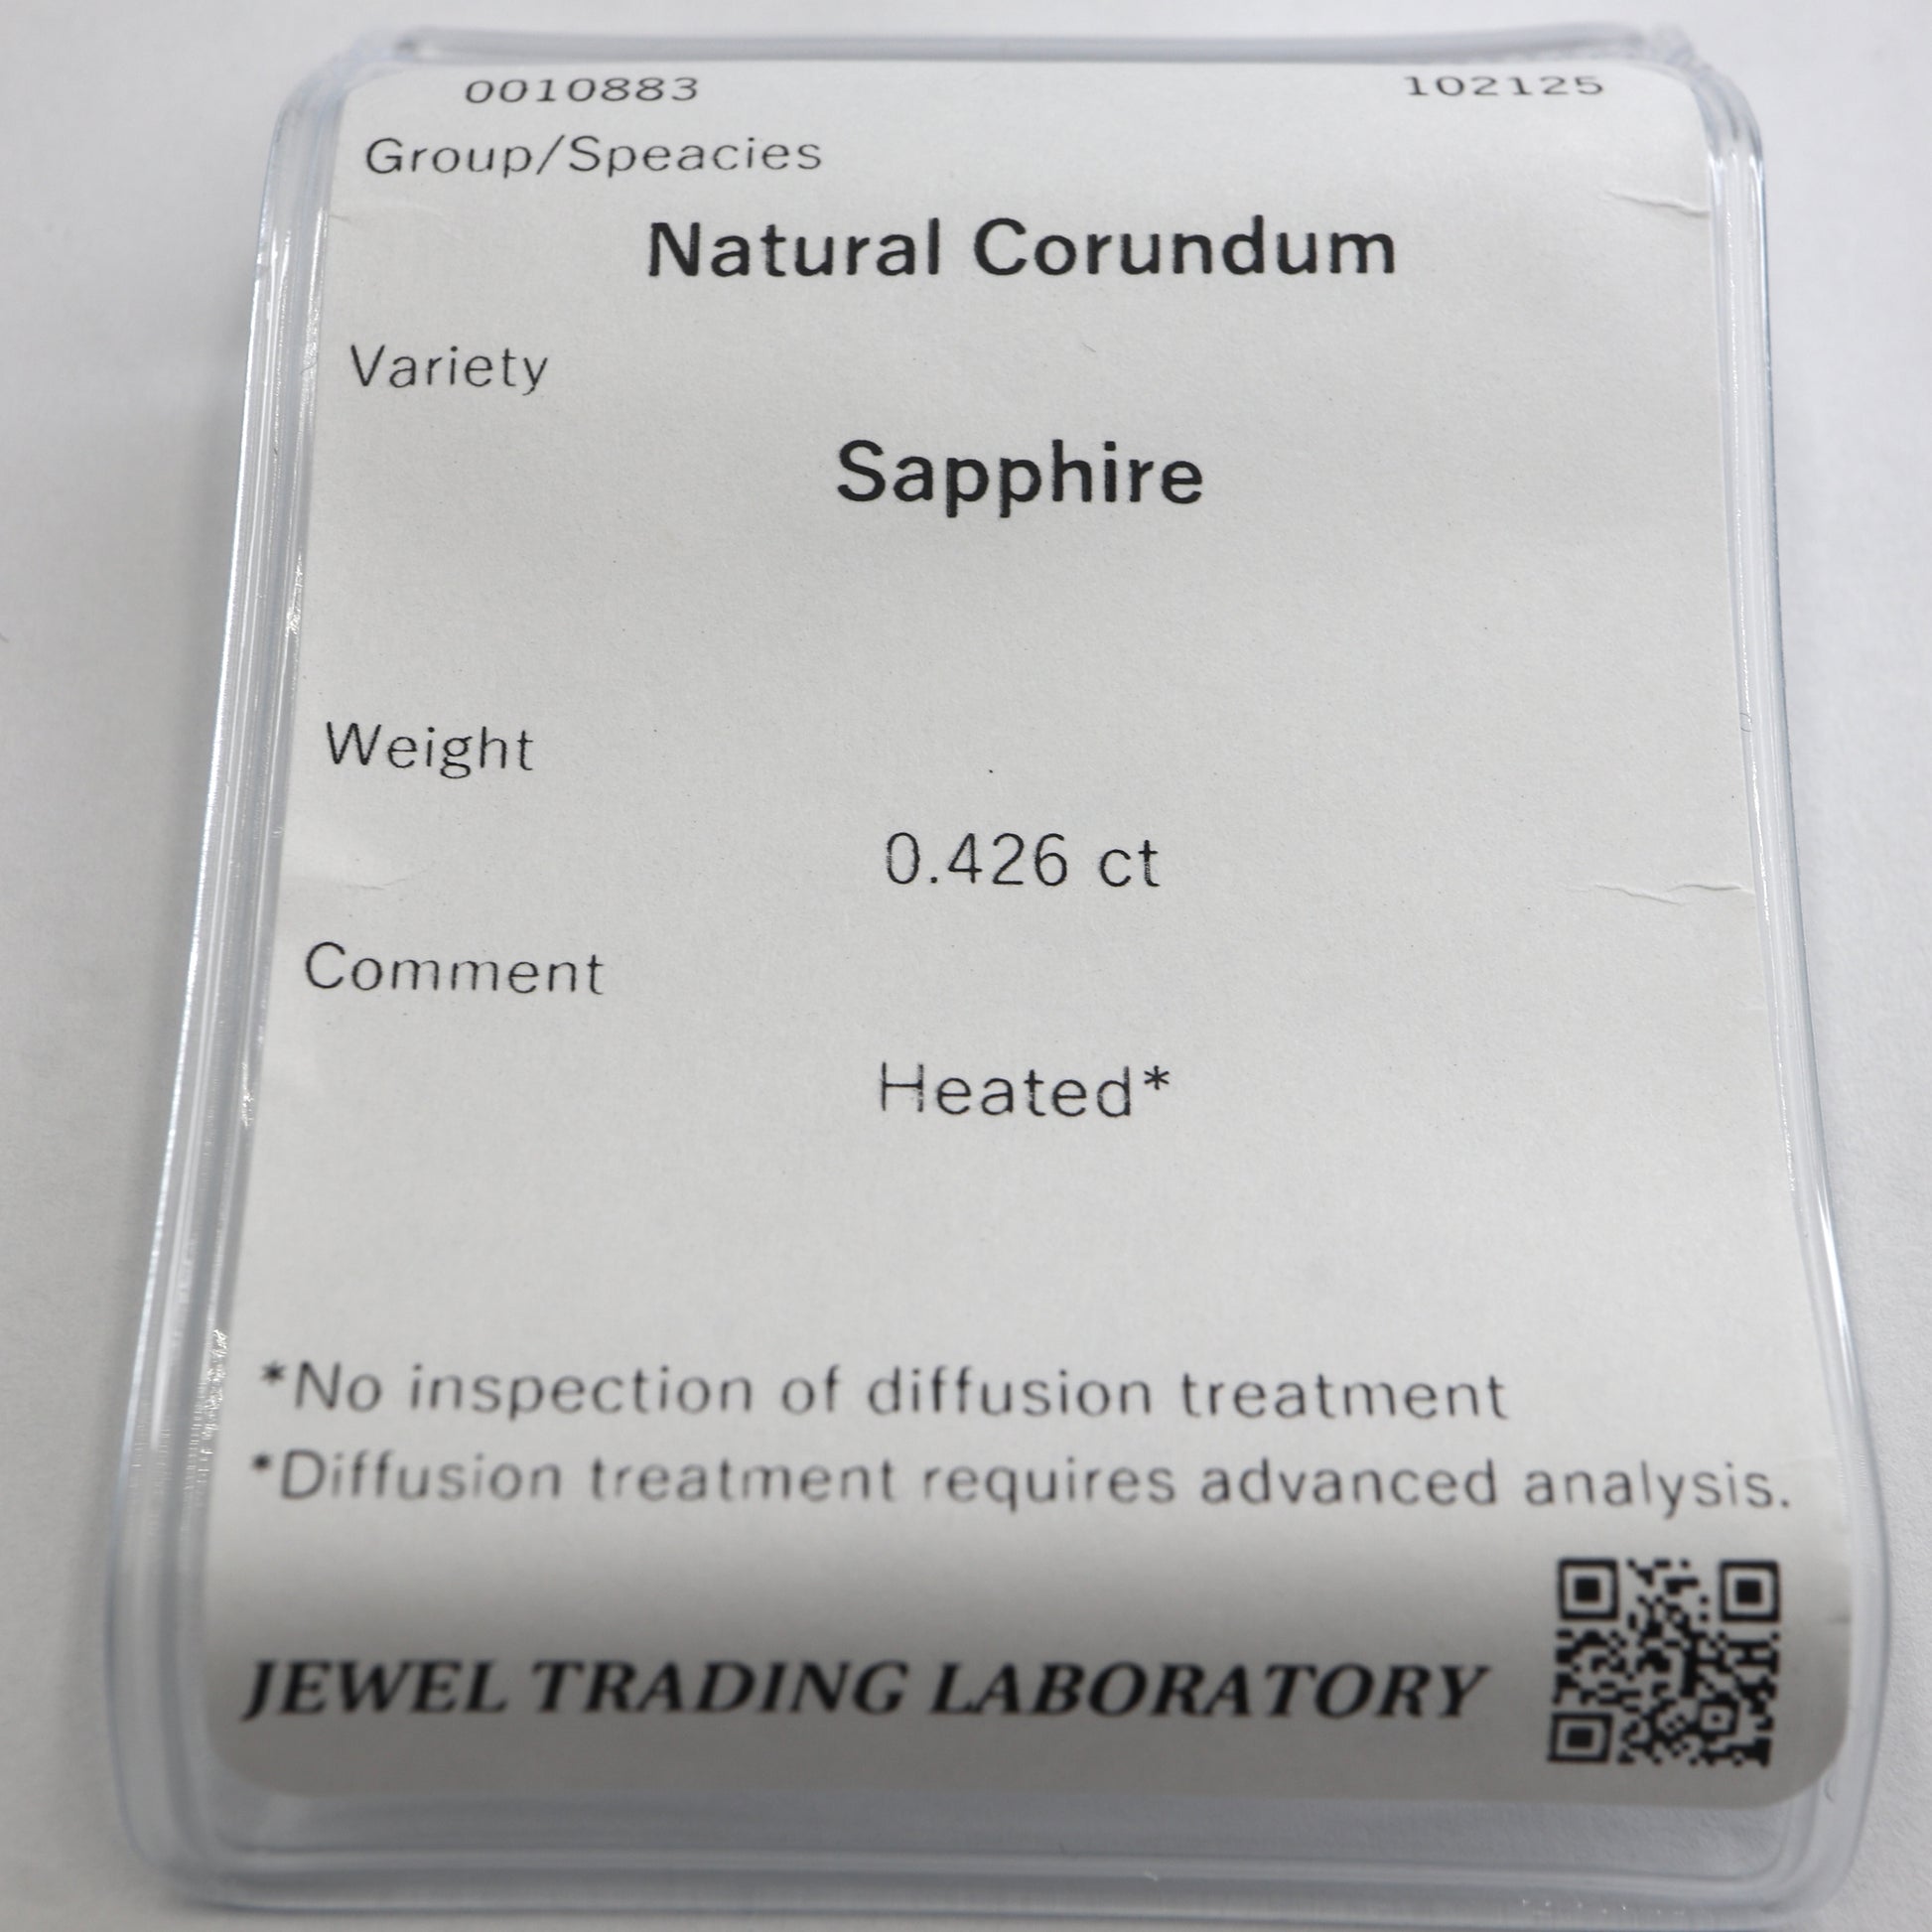 0010883 102125
Group/Speacies
Natural Corundum
Variety
Sapphire
Weight
0.426 ct
Comment
Heated*
*No inspection of diffusion treatment
*Diffusion treatment requires advanced analysis.
JEWEL TRADING LABORATORY